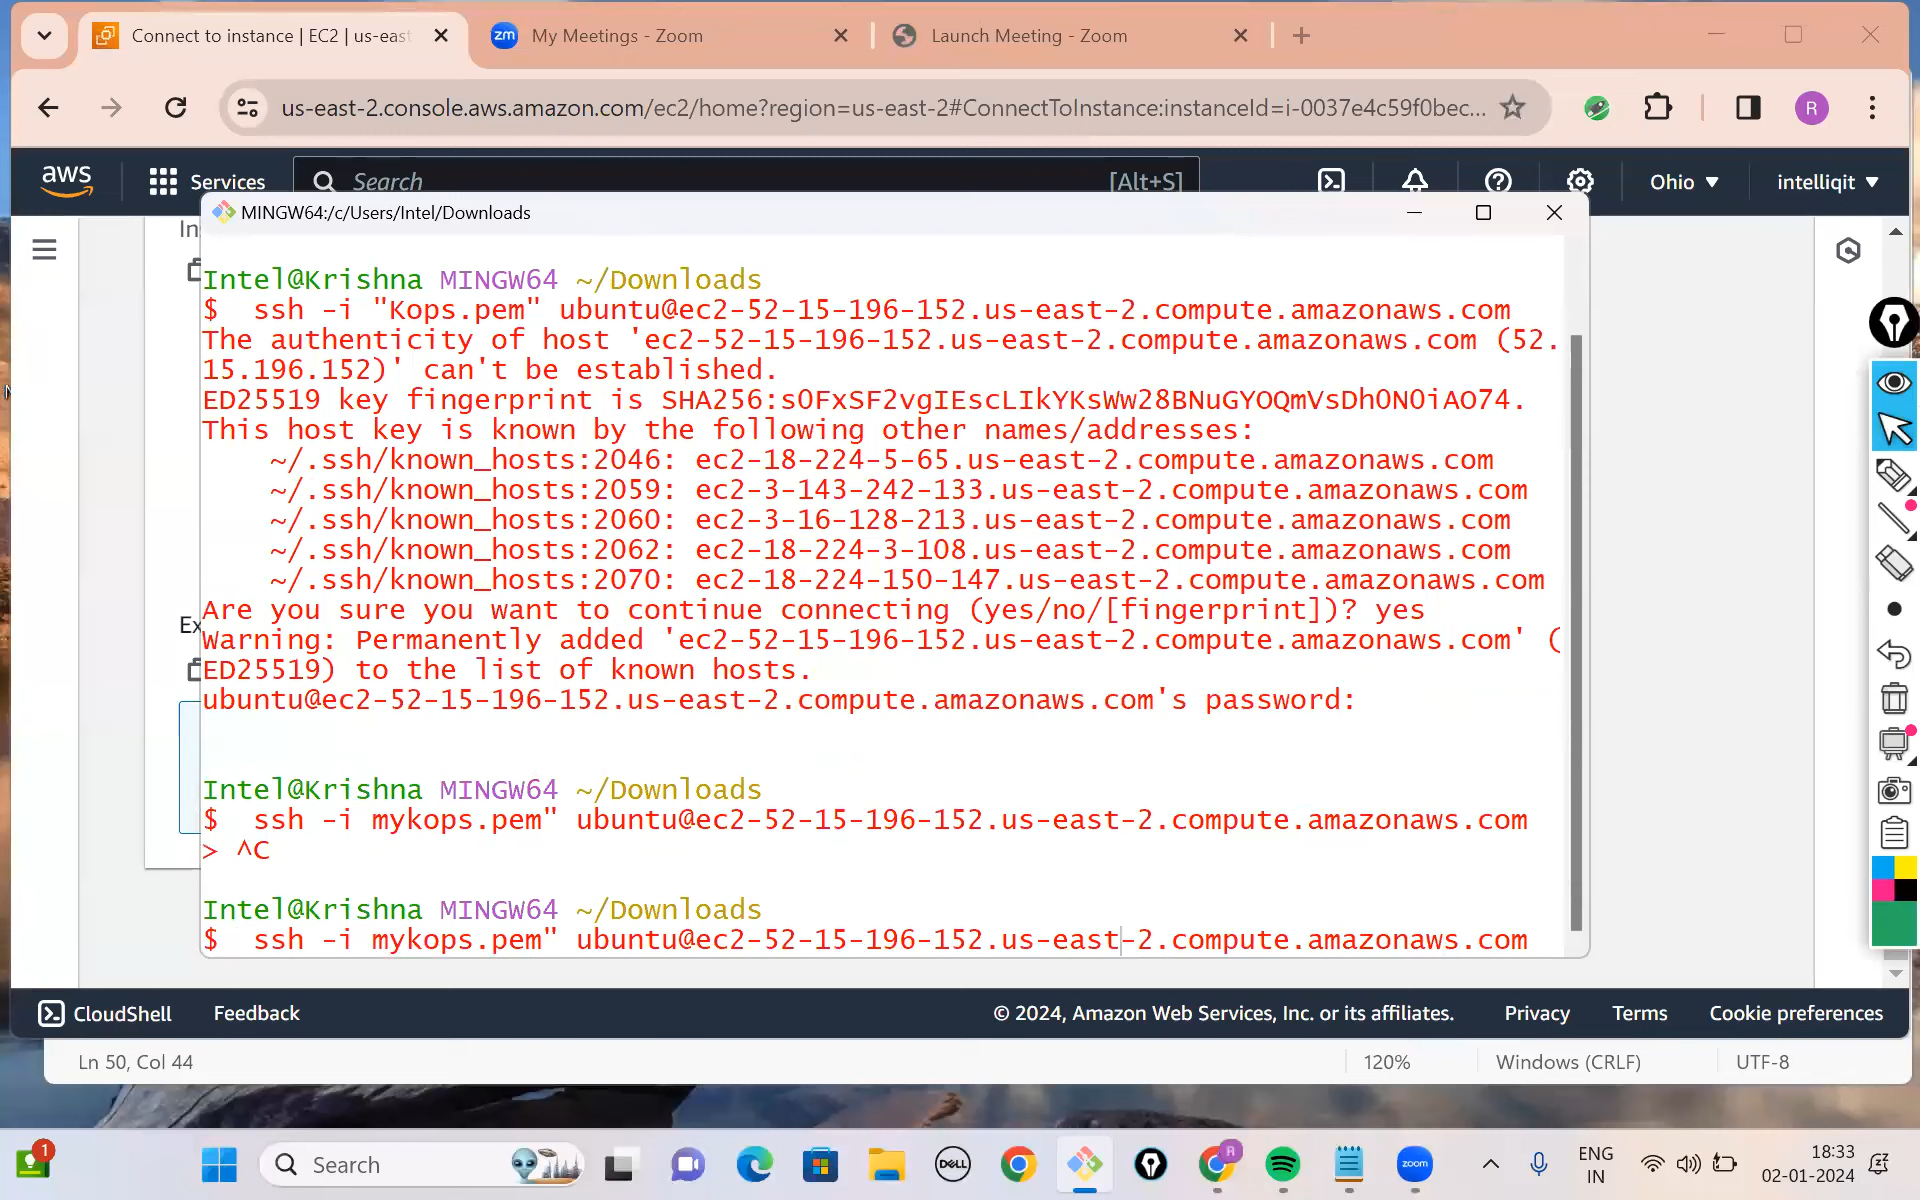 Connect to instance | EC2 | us-east
My Meetings - Zoom
Launch Meeting - Zoom
us-east-2.console.aws.amazon.com/ec2/home?region=us-east-2#ConnectToInstance:instanceId=i-0037e4c59f0bec...
R
aws
Services
Search
[Alt+S]
Ohio
intelliqit
MINGW64:/c/Users/Intel/Downloads
In
Intel@Krishna MINGW64 ~/Downloads
$ ssh -i "Kops.pem" ubuntu@ec2-52-15-196-152.us-east-2.compute.amazonaws.com
The authenticity of host 'ec2-52-15-196-152.us-east-2.compute.amazonaws.com (52.
15.196.152)' can't be established.
ED25519 key fingerprint is SHA256:s0FxSF2vgIEscLIkYKsWw28BNuGYOQmVsDh0N0iAO74.
This host key is known by the following other names/addresses:
~/.ssh/known_hosts:2046: ec2-18-224-5-65.us-east-2.compute.amazonaws.com
~/.ssh/known_hosts:2059: ec2-3-143-242-133.us-east-2.compute.amazonaws.com
~/.ssh/known_hosts:2060: ec2-3-16-128-213.us-east-2.compute.amazonaws.com
~/.ssh/known_hosts:2062: ec2-18-224-3-108.us-east-2.compute.amazonaws.com
~/.ssh/known_hosts:2070: ec2-18-224-150-147.us-east-2.compute.amazonaws.com
Are you sure you want to continue connecting (yes/no/[fingerprint])? yes
Ex
Warning: Permanently added 'ec2-52-15-196-152.us-east-2.compute.amazonaws.com' (
ED25519) to the list of known hosts.
ubuntu@ec2-52-15-196-152.us-east-2.compute.amazonaws.com's password:
Intel@Krishna MINGW64 ~/Downloads
$ ssh -i mykops.pem" ubuntu@ec2-52-15-196-152.us-east-2.compute.amazonaws.com
> ^C
Intel@Krishna MINGW64 ~/Downloads
$ ssh -i mykops.pem" ubuntu@ec2-52-15-196-152.us-east-2.compute.amazonaws.com
CloudShell
Feedback
© 2024, Amazon Web Services, Inc. or its affiliates.
Privacy
Terms
Cookie preferences
Ln 50, Col 44
120%
Windows (CRLF)
UTF-8
1
Search
DELL
R
zoom
ENG
IN
18:33
02-01-2024